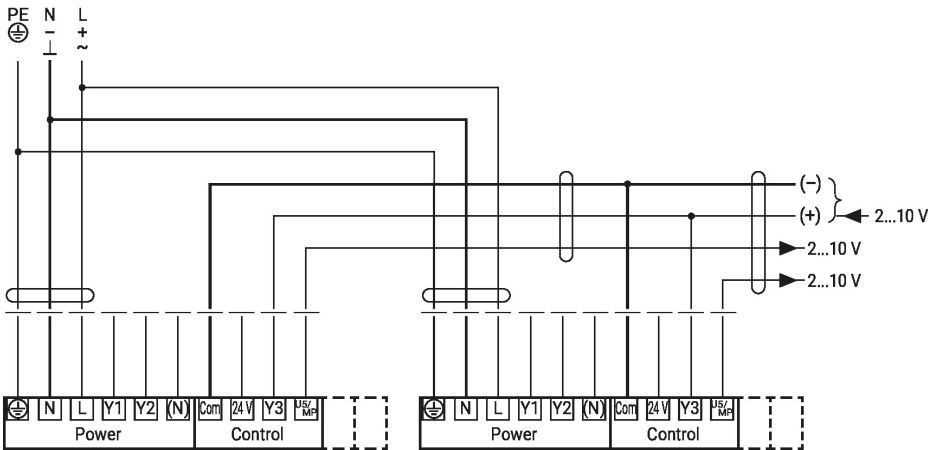 PE N L
– +
⊥ ~
(–)
(+) 2...10 V
2...10 V
2...10 V
N L Y1 Y2 (N) Com 24 V Y3 U5/MP N L Y1 Y2 (N) Com 24 V Y3 U5/MP
Power Control Power Control